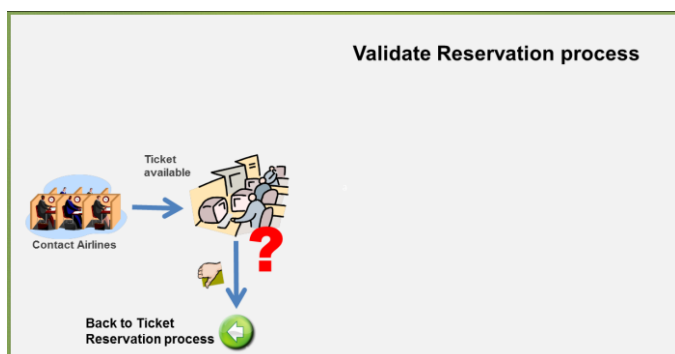 Validate Reservation process
Ticket
available
Contact Airlines
?
Back to Ticket
Reservation process